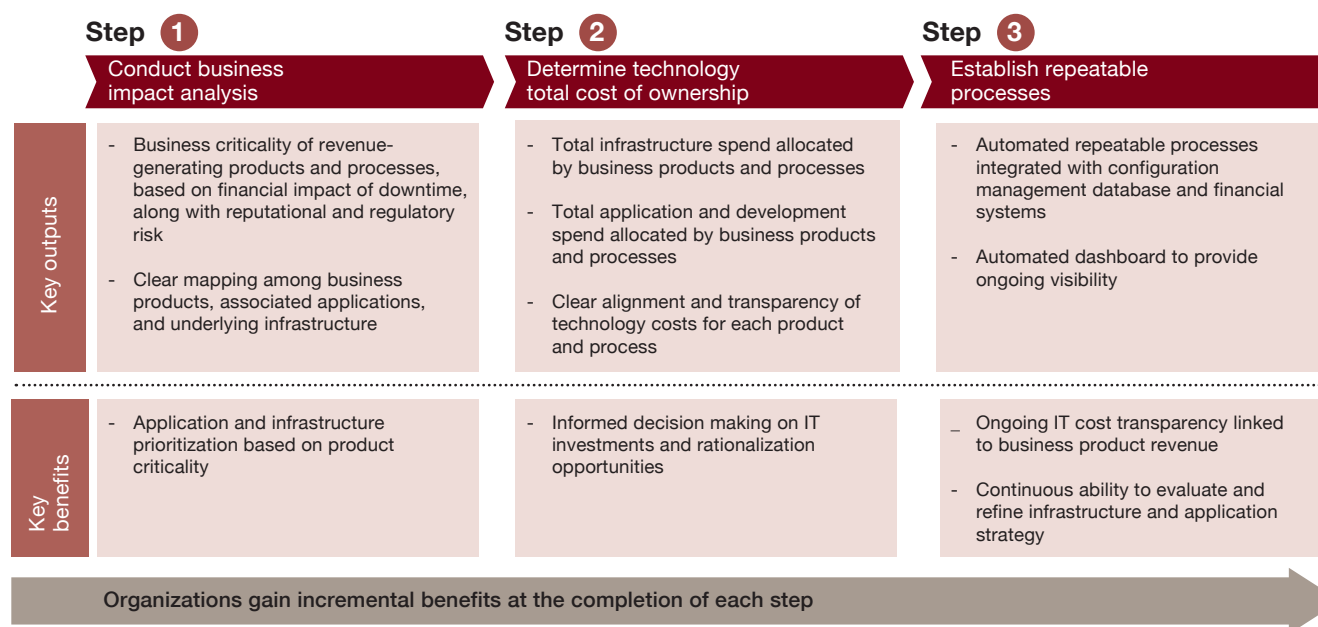 Step 1
Conduct business
impact analysis
Step 2
Determine technology
total cost of ownership
Step 3
Establish repeatable
processes
Key outputs
- Business criticality of revenue-
generating products and processes,
based on financial impact of downtime,
along with reputational and regulatory
risk
- Clear mapping among business
products, associated applications,
and underlying infrastructure
- Total infrastructure spend allocated
by business products and processes
- Total application and development
spend allocated by business products
and processes
- Clear alignment and transparency of
technology costs for each product
and process
- Automated repeatable processes
integrated with configuration
management database and financial
systems
- Automated dashboard to provide
ongoing visibility
Key
benefits
- Application and infrastructure
prioritization based on product
criticality
- Informed decision making on IT
investments and rationalization
opportunities
_ Ongoing IT cost transparency linked
to business product revenue
- Continuous ability to evaluate and
refine infrastructure and application
strategy
Organizations gain incremental benefits at the completion of each step